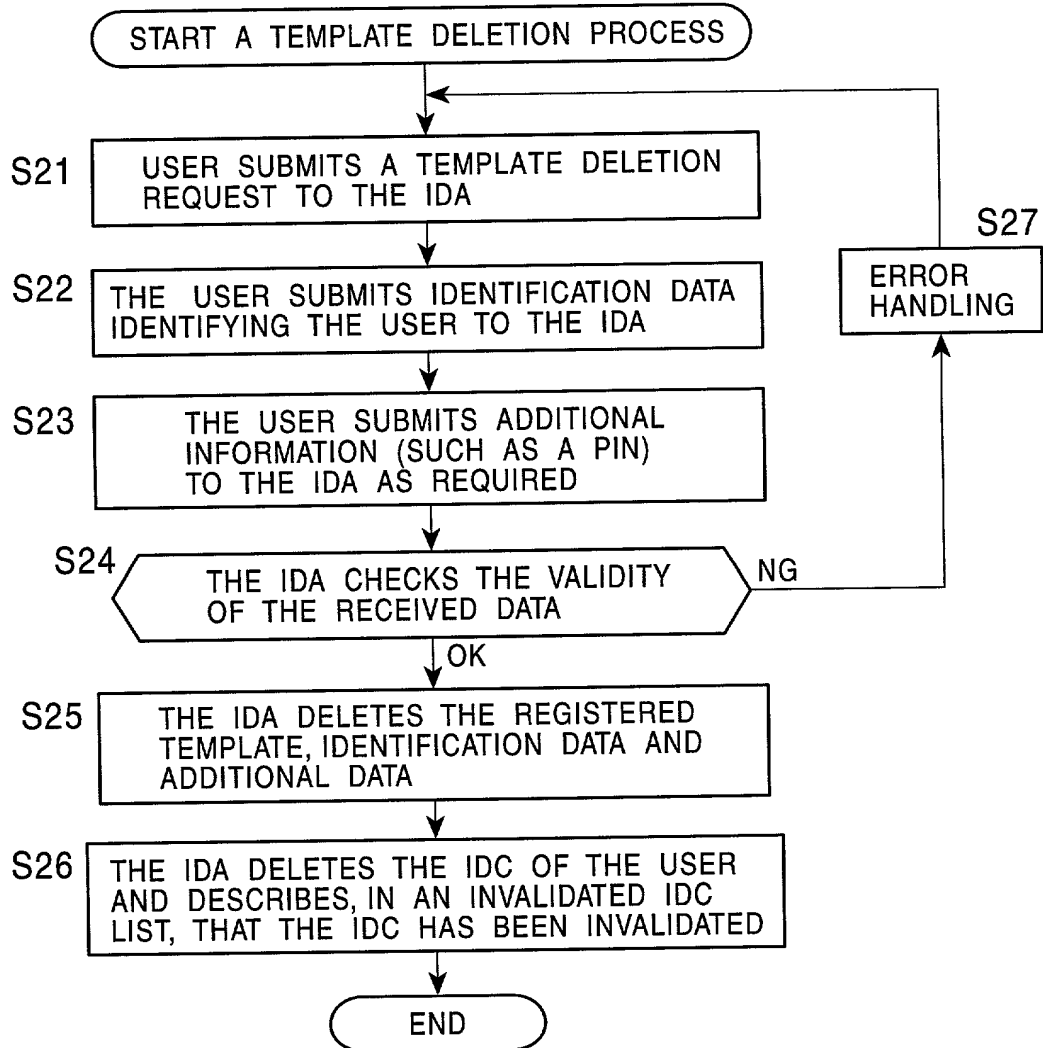 START A TEMPLATE DELETION PROCESS
S21
USER SUBMITS A TEMPLATE DELETION
REQUEST TO THE IDA
S27
ERROR
HANDLING
S22
THE USER SUBMITS IDENTIFICATION DATA
IDENTIFYING THE USER TO THE IDA
S23
THE USER SUBMITS ADDITIONAL
INFORMATION (SUCH AS A PIN)
TO THE IDA AS REQUIRED
S24
THE IDA CHECKS THE VALIDITY
OF THE RECEIVED DATA
NG
OK
S25
THE IDA DELETES THE REGISTERED
TEMPLATE, IDENTIFICATION DATA AND
ADDITIONAL DATA
S26
THE IDA DELETES THE IDC OF THE USER
AND DESCRIBES, IN AN INVALIDATED IDC
LIST, THAT THE IDC HAS BEEN INVALIDATED
END